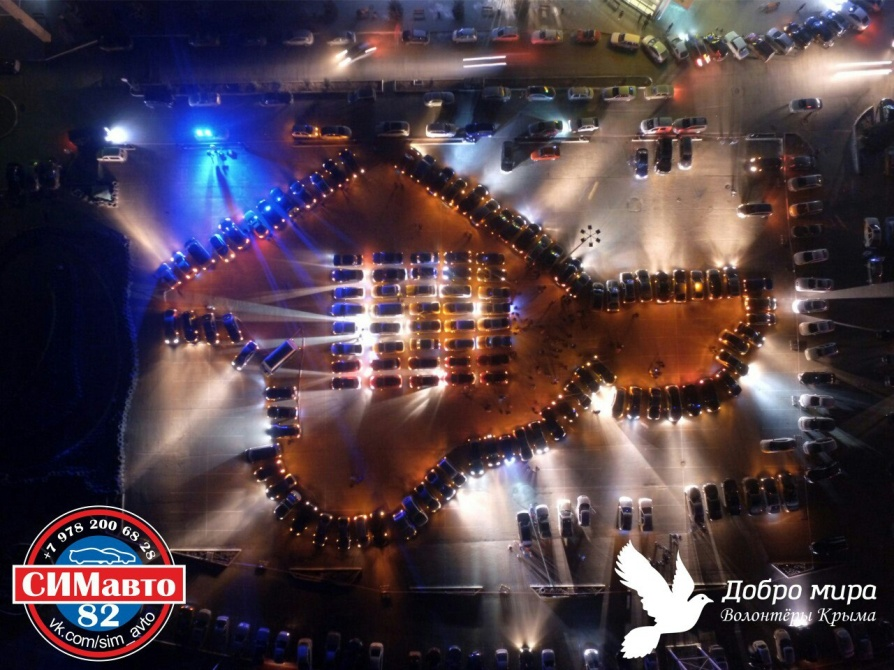 +7 978 200 68 28
СИМавто
82
vk.com/sim_avto
Добро мира
Волонтёры Крыма